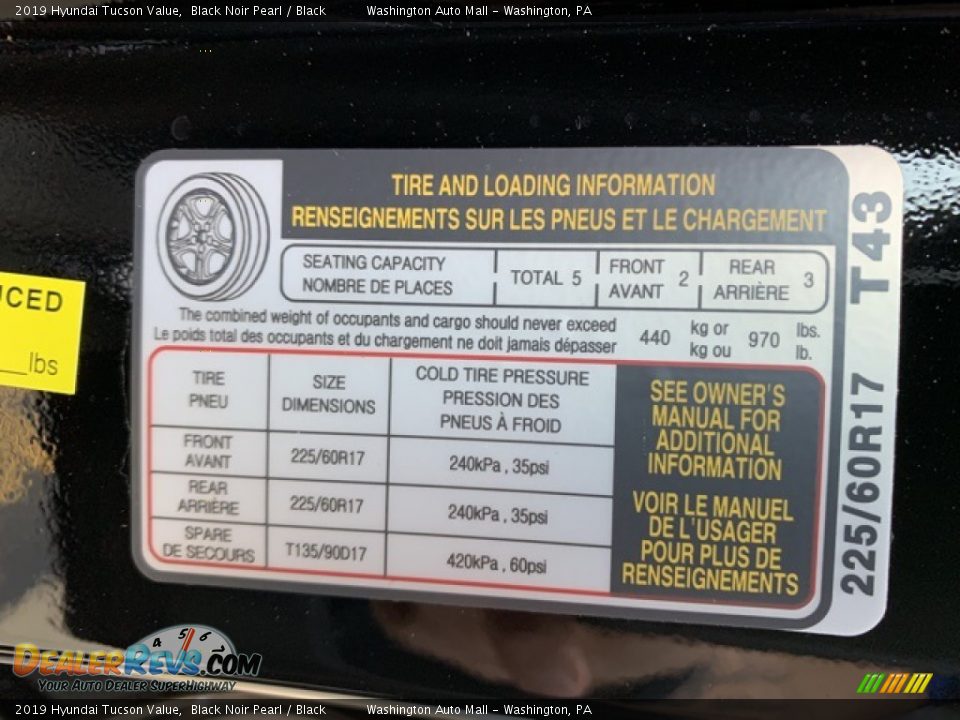 2019 Hyundai Tucson Value, Black Noir Pearl / Black Washington Auto Mall - Washington, PA
TIRE AND LOADING INFORMATION
RENSEIGNEMENTS SUR LES PNEUS ET LE CHARGEMENT
SEATING CAPACITY
NOMBRE DE PLACES
TOTAL 5
FRONT
AVANT
2
REAR
ARRIÈRE
3
The combined weight of occupants and cargo should never exceed 440 kg or 970 lbs.
Le poids total des occupants et du chargement ne doit jamais dépasser kg ou lb.
TIRE
PNEU
SIZE
DIMENSIONS
COLD TIRE PRESSURE
PRESSION DES
PNEUS À FROID
FRONT
AVANT
225/60R17
240kPa , 35psi
REAR
ARRIÈRE
225/60R17
240kPa , 35psi
SPARE
DE SECOURS
T135/90D17
420kPa , 60psi
SEE OWNER'S
MANUAL FOR
ADDITIONAL
INFORMATION
VOIR LE MANUEL
DE L'USAGER
POUR PLUS DE
RENSEIGNEMENTS
225/60R17 T43
UCED
lbs
4 5 6
DEALERREVS.COM
YOUR AUTO DEALER SUPERHIGHWAY
2019 Hyundai Tucson Value, Black Noir Pearl / Black Washington Auto Mall - Washington, PA